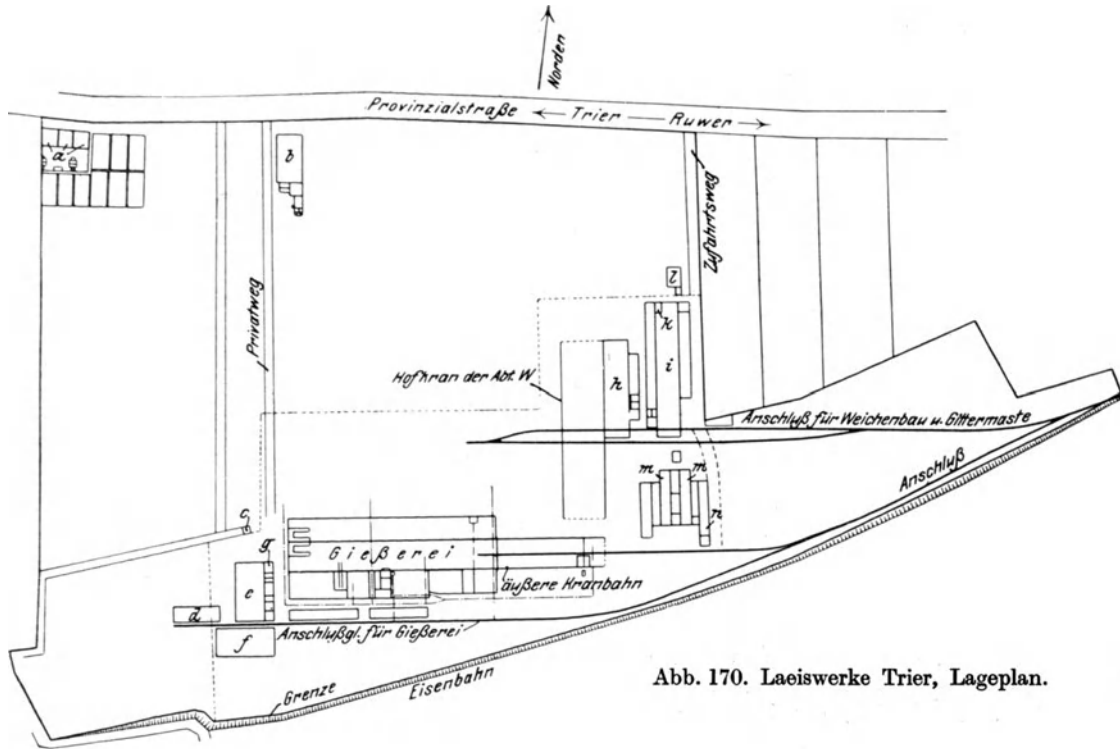 Norden
Provinzialstraße ← Trier — Ruwer →
a
b
Privatweg
Zufahrtsweg
l
k
i
h
Hofkran der Abt. W
Anschluß für Weichenbau u. Gittermaste
Anschluß
m m
n
c
g
Gießerei
äußere Kranbahn
e
d
Anschlußgl. für Gießerei
f
Grenze
Eisenbahn
Abb. 170. Laeiswerke Trier, Lageplan.